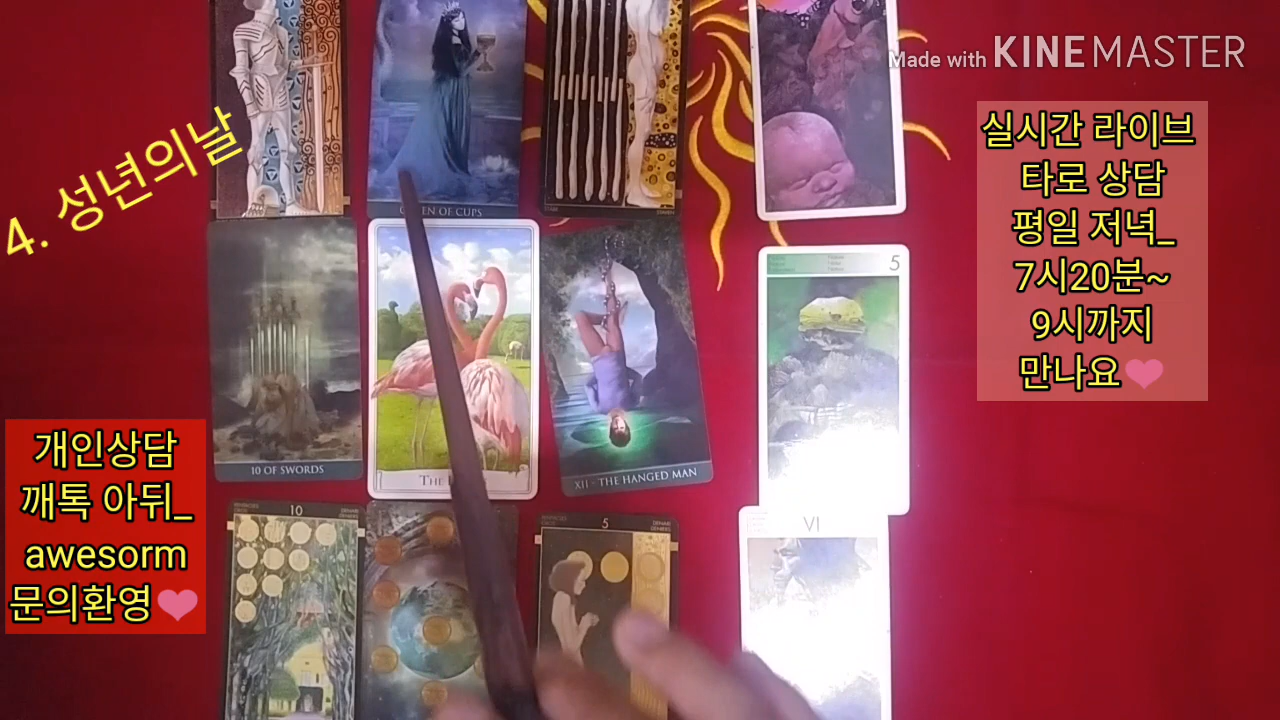 Made with KINEMASTER
4. 성년의날
실시간 라이브
타로 상담
평일 저녁_
7시20분~
9시까지
만나요❤
QUEEN OF CUPS
5
10 OF SWORDS
XII - THE HANGED MAN
THE
개인상담
깨톡 아뒤_
awesorm
문의환영❤
10
5
VI